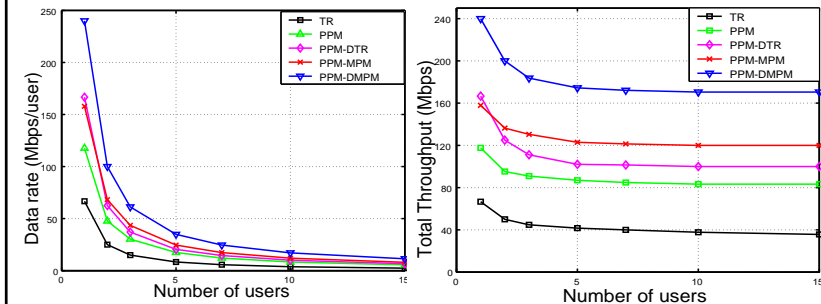 Data rate (Mbps/user)
300
250
200
150
100
50
0
0
5
10
15
Number of users
TR
PPM
PPM-DTR
PPM-MPM
PPM-DMPM
Total Throughput (Mbps)
240
200
160
120
80
40
0
0
5
10
15
Number of users
TR
PPM
PPM-DTR
PPM-MPM
PPM-DMPM